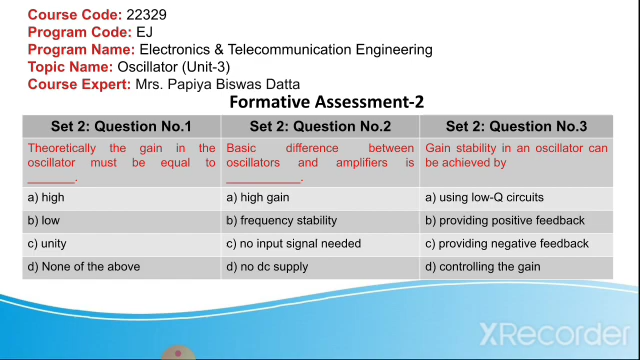 Course Code: 22329
Program Code: EJ
Program Name: Electronics & Telecommunication Engineering
Topic Name: Oscillator (Unit-3)
Course Expert: Mrs. Papiya Biswas Datta
Formative Assessment-2
Set 2: Question No.1
Theoretically the gain in the
oscillator must be equal to
_______.
a) high
b) low
c) unity
d) None of the above
Set 2: Question No.2
Basic difference between
oscillators and amplifiers is
___________.
a) high gain
b) frequency stability
c) no input signal needed
d) no dc supply
Set 2: Question No.3
Gain stability in an oscillator can
be achieved by
a) using low-Q circuits
b) providing positive feedback
c) providing negative feedback
d) controlling the gain
XRecorder